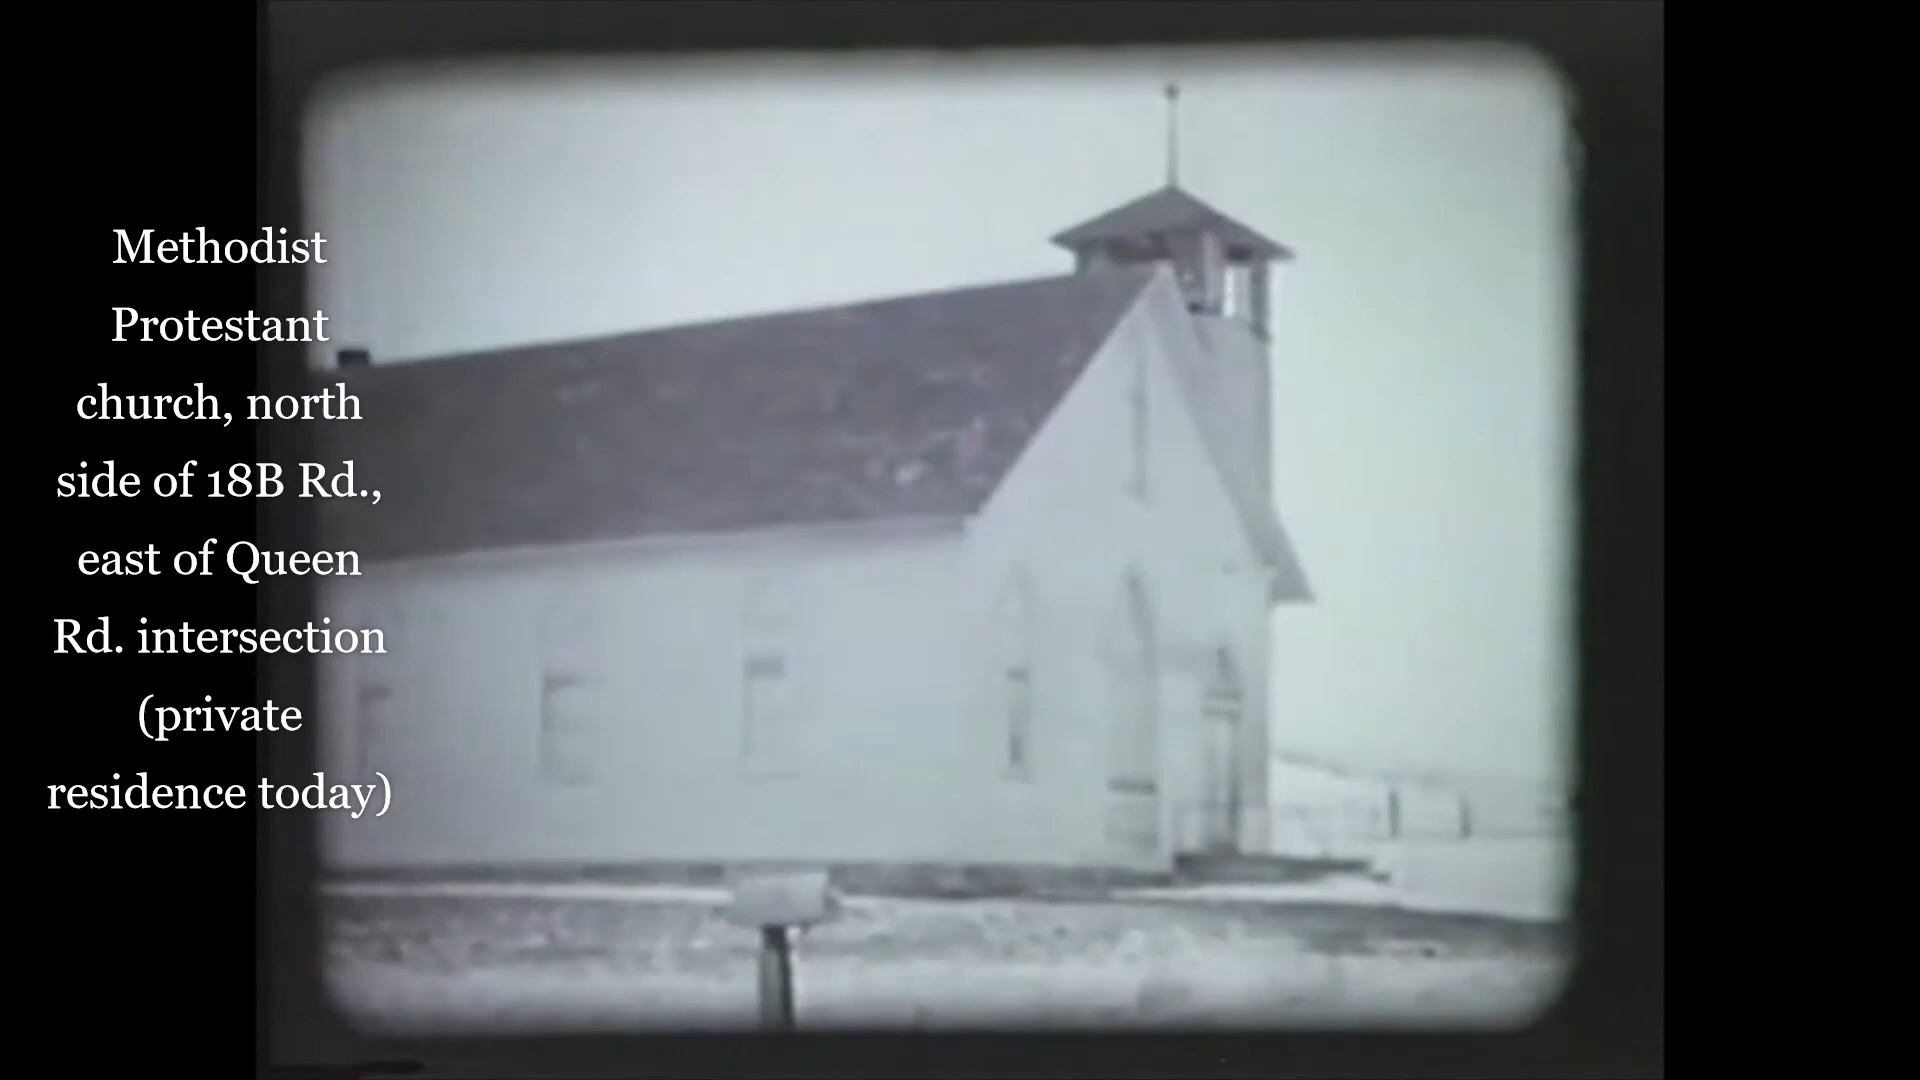 Methodist
Protestant
church, north
side of 18B Rd.,
east of Queen
Rd. intersection
(private
residence today)